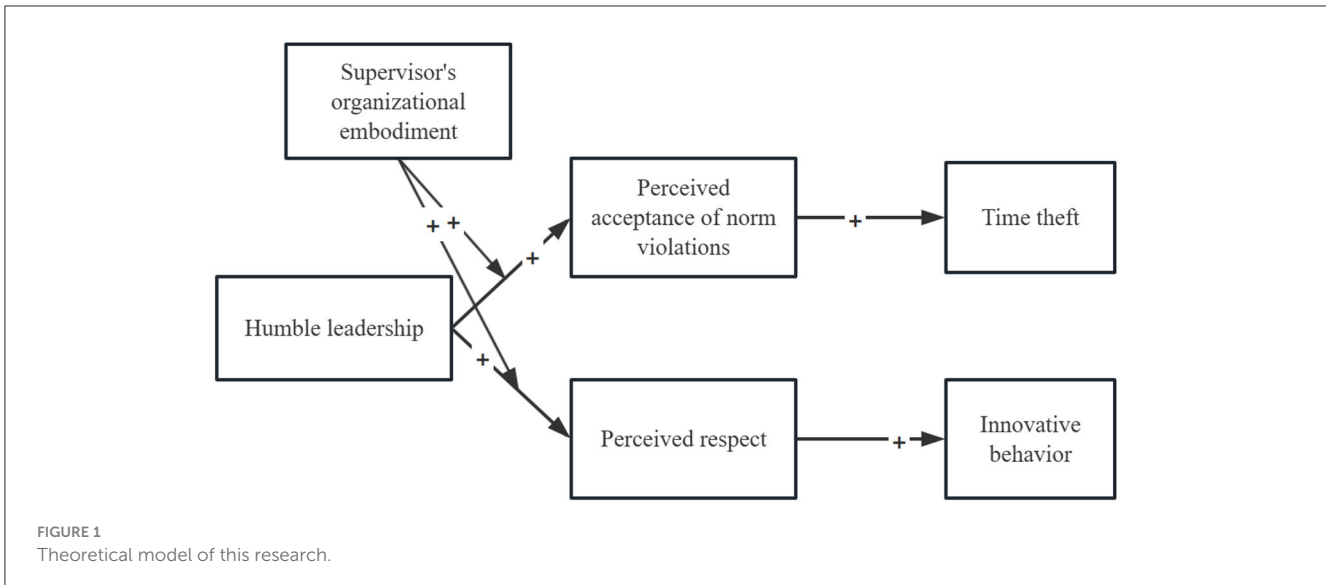 Supervisor's
organizational
embodiment
Perceived
acceptance of norm
violations
Time theft
+ +
+
+
Humble leadership
+
Perceived respect
+
Innovative
behavior
FIGURE 1
Theoretical model of this research.